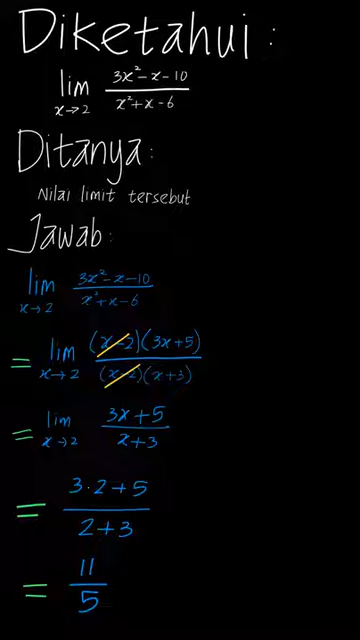 Diketahui :
lim x→2 (3x² − x − 10)/(x² + x − 6)
Ditanya :
Nilai limit tersebut
Jawab :
lim x→2 (3x² − x − 10)/(x² + x − 6)
= lim x→2 (x−2)(3x+5)/(x−2)(x+3)
= lim x→2 (3x+5)/(x+3)
= (3·2+5)/(2+3)
= 11/5